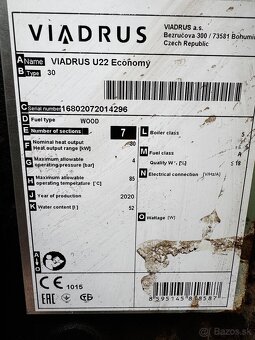 VIADRUS
VIADRUS a.s.
Bezručova 300 / 73581 Bohumín
Czech Republic
A Name VIADRUS U22 Economy
B Type 30
C Serial number 16802072014296
D Fuel type WOOD
E Number of sections 7
F Nominal heat output
Heat output range [kW]
G Maximum allowable operating pressure [bar] 4
H Maximum allowable operating temperature [°C] 85
I Year of production 2020
J
K Water content [l] 52
L Boiler class
M Fuel class
Quality W
N Electrical connection
O Wattage [W]
CE 1015
8595145
bazos.sk